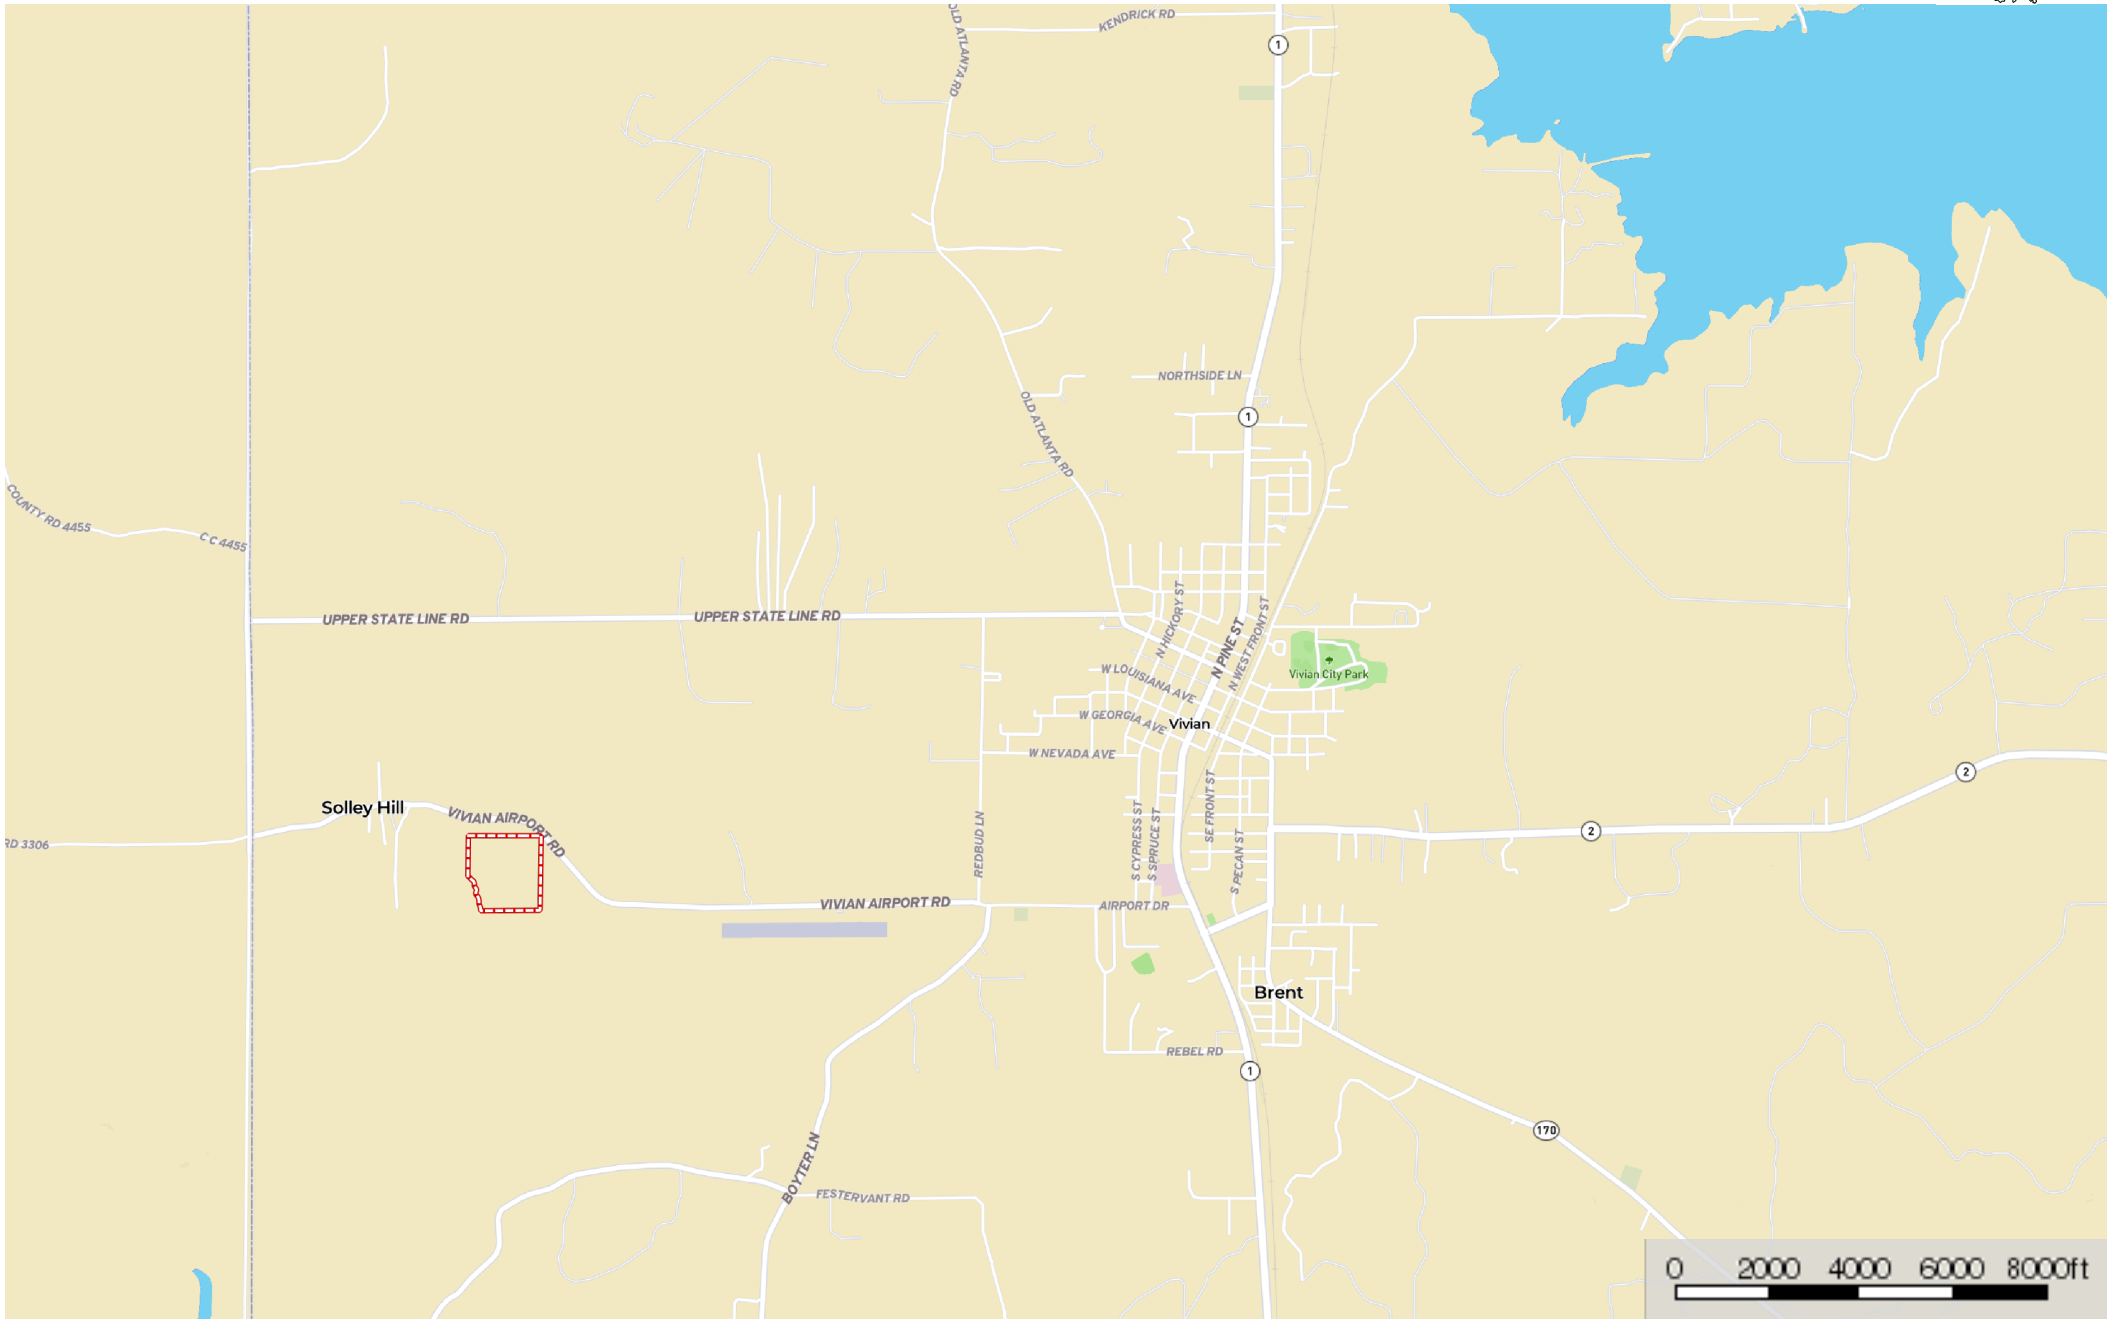 KENDRICK RD
OLD ATLANTA RD
1
NORTHSIDE LN
OLD ATLANTA RD
1
COUNTY RD 4455
C C 4455
UPPER STATE LINE RD
UPPER STATE LINE RD
N HICKORY ST
N PINE ST
N WEST FRONT ST
Vivian City Park
W LOUISIANA AVE
W GEORGIA AVE
Vivian
W NEVADA AVE
2
Solley Hill
VIVIAN AIRPORT RD
RD 3306
REDBUD LN
S CYPRESS ST
S SPRUCE ST
SE FRONT ST
S PECAN ST
2
VIVIAN AIRPORT RD
AIRPORT DR
Brent
REBEL RD
1
170
BOYTER LN
FESTERVANT RD
0 2000 4000 6000 8000ft